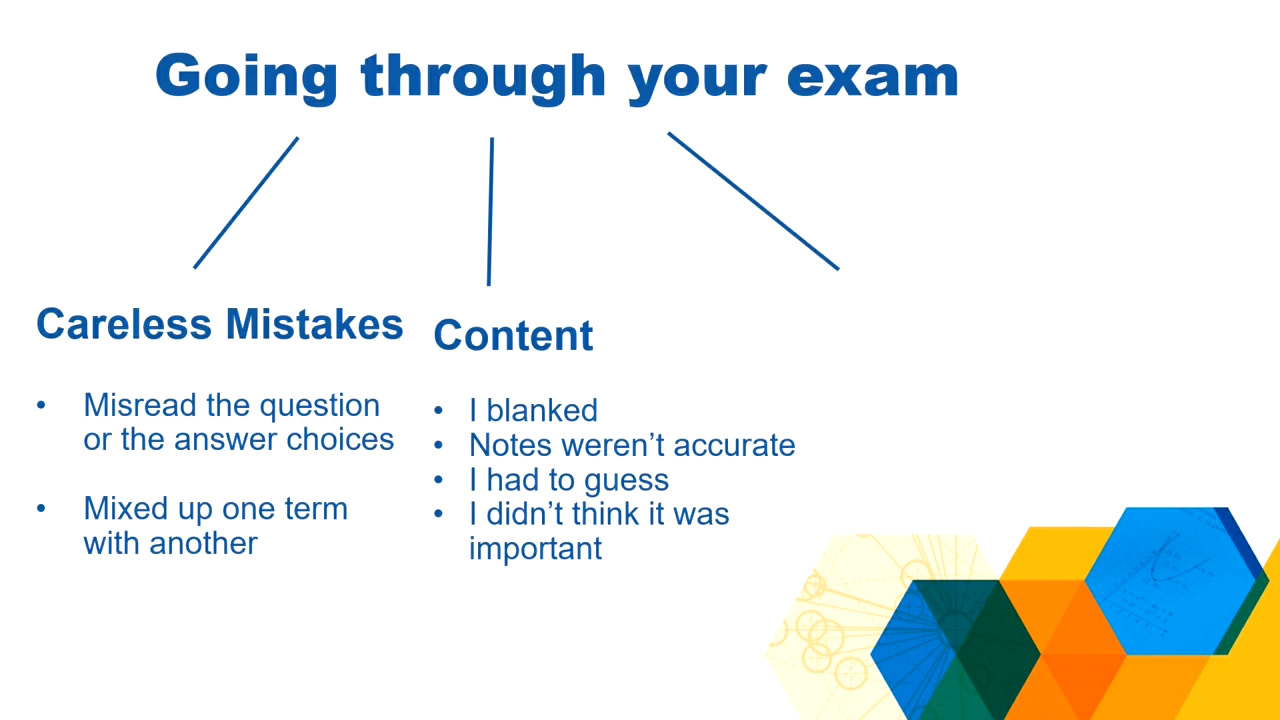 Going through your exam
Careless Mistakes
• Misread the question
or the answer choices
• Mixed up one term
with another
Content
• I blanked
• Notes weren’t accurate
• I had to guess
• I didn’t think it was
important